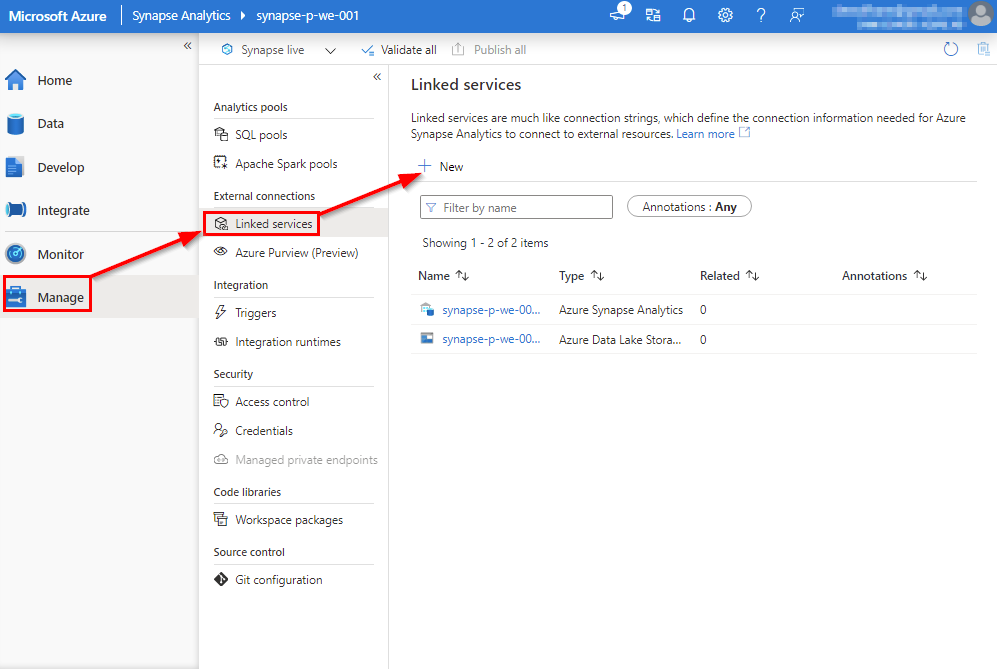 Microsoft Azure
Synapse Analytics
synapse-p-we-001
1
Synapse live
Validate all
Publish all
Home
Data
Develop
Integrate
Monitor
Manage
Analytics pools
SQL pools
Apache Spark pools
External connections
Linked services
Azure Purview (Preview)
Integration
Triggers
Integration runtimes
Security
Access control
Credentials
Managed private endpoints
Code libraries
Workspace packages
Source control
Git configuration
Linked services
Linked services are much like connection strings, which define the connection information needed for Azure
Synapse Analytics to connect to external resources. Learn more
New
Filter by name
Annotations : Any
Showing 1 - 2 of 2 items
Name Type Related Annotations
synapse-p-we-00... Azure Synapse Analytics 0
synapse-p-we-00... Azure Data Lake Stora... 0